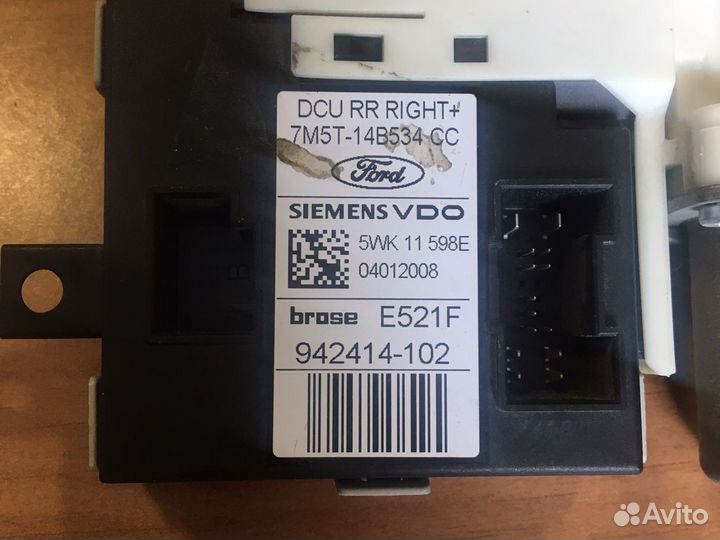 DCU RR RIGHT+
7M5T-14B534 CC
Ford
SIEMENS VDO
5WK 11 598E
04012008
brose E521F
942414-102
B
Avito